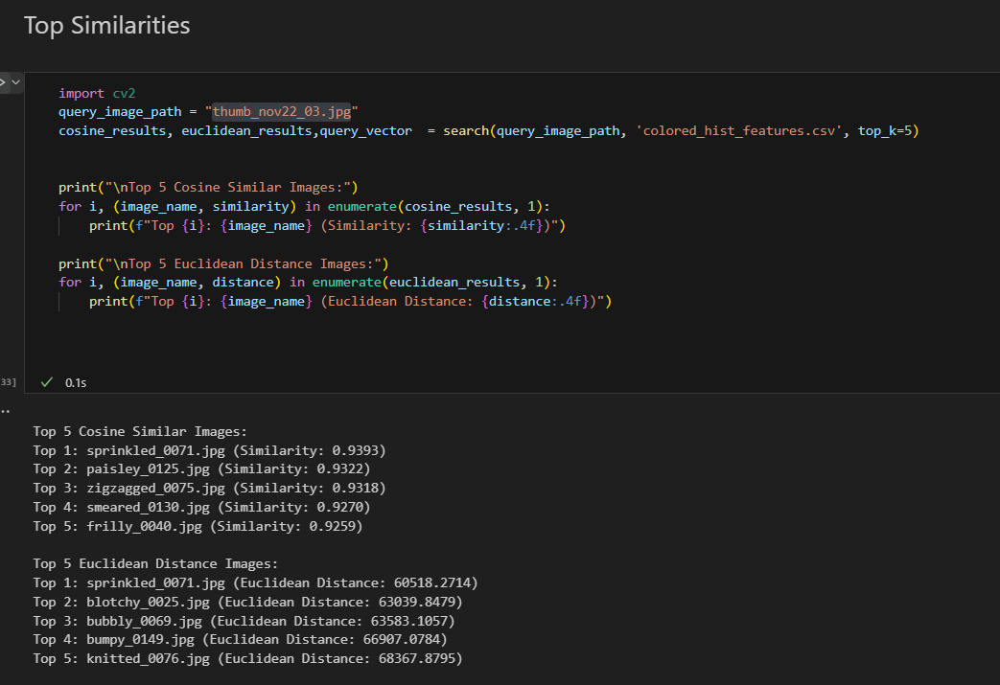 Top Similarities
import cv2
query_image_path = "thumb_nov22_03.jpg"
cosine_results, euclidean_results,query_vector  = search(query_image_path, 'colored_hist_features.csv', top_k=5)
print("\nTop 5 Cosine Similar Images:")
for i, (image_name, similarity) in enumerate(cosine_results, 1):
    print(f"Top {i}: {image_name} (Similarity: {similarity:.4f})")
print("\nTop 5 Euclidean Distance Images:")
for i, (image_name, distance) in enumerate(euclidean_results, 1):
    print(f"Top {i}: {image_name} (Euclidean Distance: {distance:.4f})")
33]
0.1s
Top 5 Cosine Similar Images:
Top 1: sprinkled_0071.jpg (Similarity: 0.9393)
Top 2: paisley_0125.jpg (Similarity: 0.9322)
Top 3: zigzagged_0075.jpg (Similarity: 0.9318)
Top 4: smeared_0130.jpg (Similarity: 0.9270)
Top 5: frilly_0040.jpg (Similarity: 0.9259)
Top 5 Euclidean Distance Images:
Top 1: sprinkled_0071.jpg (Euclidean Distance: 60518.2714)
Top 2: blotchy_0025.jpg (Euclidean Distance: 63039.8479)
Top 3: bubbly_0069.jpg (Euclidean Distance: 63583.1057)
Top 4: bumpy_0149.jpg (Euclidean Distance: 66907.0784)
Top 5: knitted_0076.jpg (Euclidean Distance: 68367.8795)